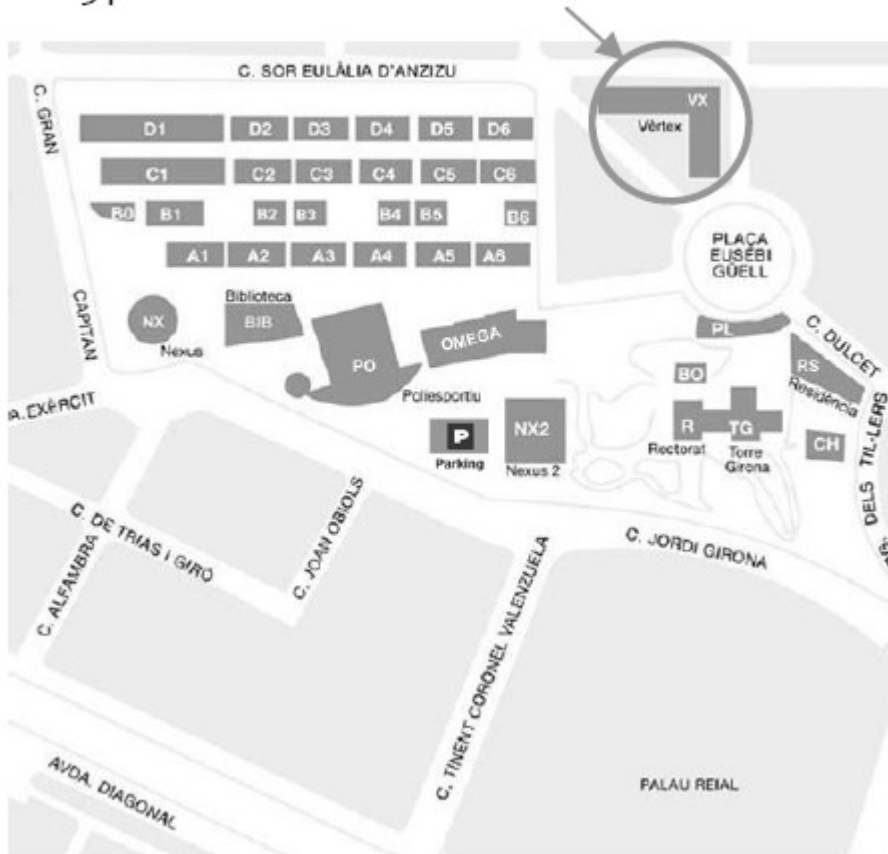 C. SOR EULÀLIA D'ANZIZU
VX
Vèrtex
C. GRAN
CAPITAN
D1 D2 D3 D4 D5 D6
C1 C2 C3 C4 C5 C6
B0 B1 B2 B3 B4 B5 B6
A1 A2 A3 A4 A5 A6
PLAÇA
EUSÉBI
GÜELL
Biblioteca
BIB
NX
Nexus
PO
Poliesportiu
OMEGA
PL
C. DULCET
BO
RS
Residència
DELS TIL·LERS
A. EXÈRCIT
P
Parking
NX2
Nexus 2
R
Rectorat
TG
Torre
Girona
CH
C. JORDI GIRONA
C. DE TRIAS I GIRÓ
C. JOAN OBIOLS
C. ALFAMBRA
C. TINENT CORONEL VALENZUELA
AVDA. DIAGONAL
PALAU REIAL